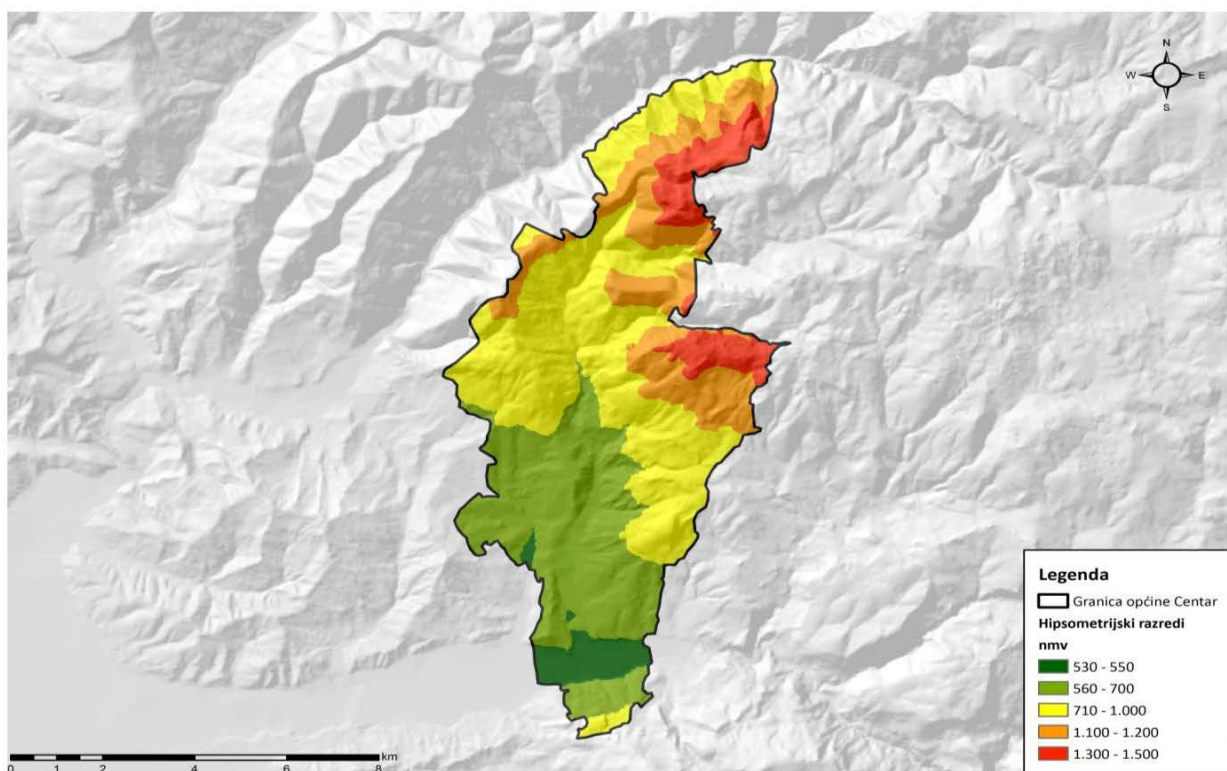 N
W E
S
Legenda
Granica općine Centar
Hipsometrijski razredi
nmv
530 - 550
560 - 700
710 - 1.000
1.100 - 1.200
1.300 - 1.500
km
0 1 2 4 6 8